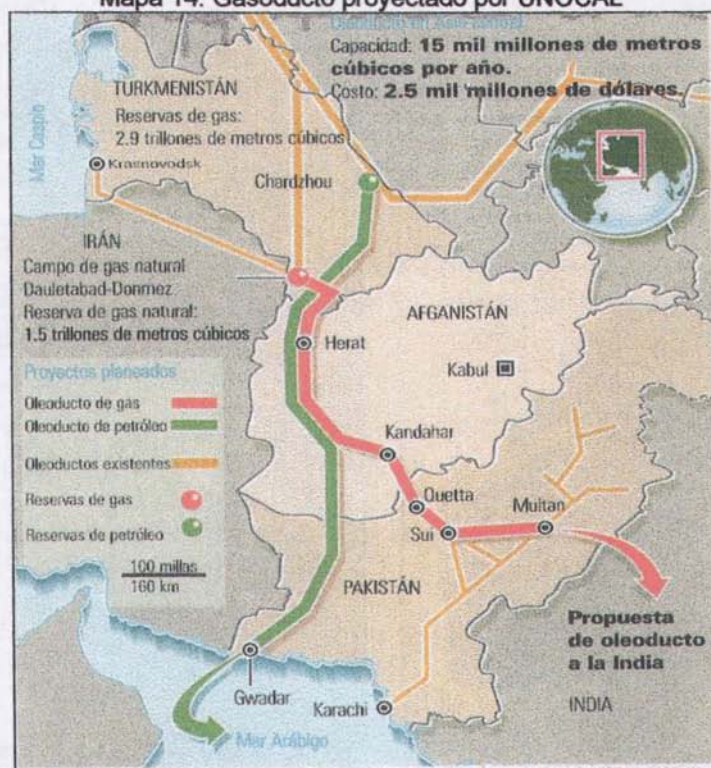 Mapa 14. Gasoducto proyectado por UNOCAL
Capacidad: 15 mil millones de metros
cúbicos por año.
Costo: 2.5 mil millones de dólares.
TURKMENISTÁN
Reservas de gas:
2.9 trillones de metros cúbicos
Mar Caspio
Krasnovodsk
Chardzhou
IRÁN
Campo de gas natural
Dauletabad-Donmez
Reserva de gas natural:
1.5 trillones de metros cúbicos
AFGANISTÁN
Herat
Kabul
Proyectos planeados
Oleoducto de gas
Oleoducto de petróleo
Oleoductos existentes
Reservas de gas
Reservas de petróleo
100 millas
160 km
Kandahar
Quetta
Multan
Sui
PAKISTÁN
Propuesta
de oleoducto
a la India
Gwadar
Karachi
INDIA
Mar Arábigo